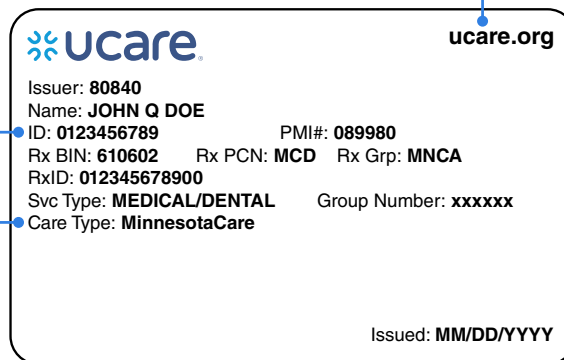 ucare
ucare.org
Issuer: 80840
Name: JOHN Q DOE
ID: 0123456789 PMI#: 089980
Rx BIN: 610602 Rx PCN: MCD Rx Grp: MNCA
RxID: 012345678900
Svc Type: MEDICAL/DENTAL Group Number: xxxxxx
Care Type: MinnesotaCare
Issued: MM/DD/YYYY